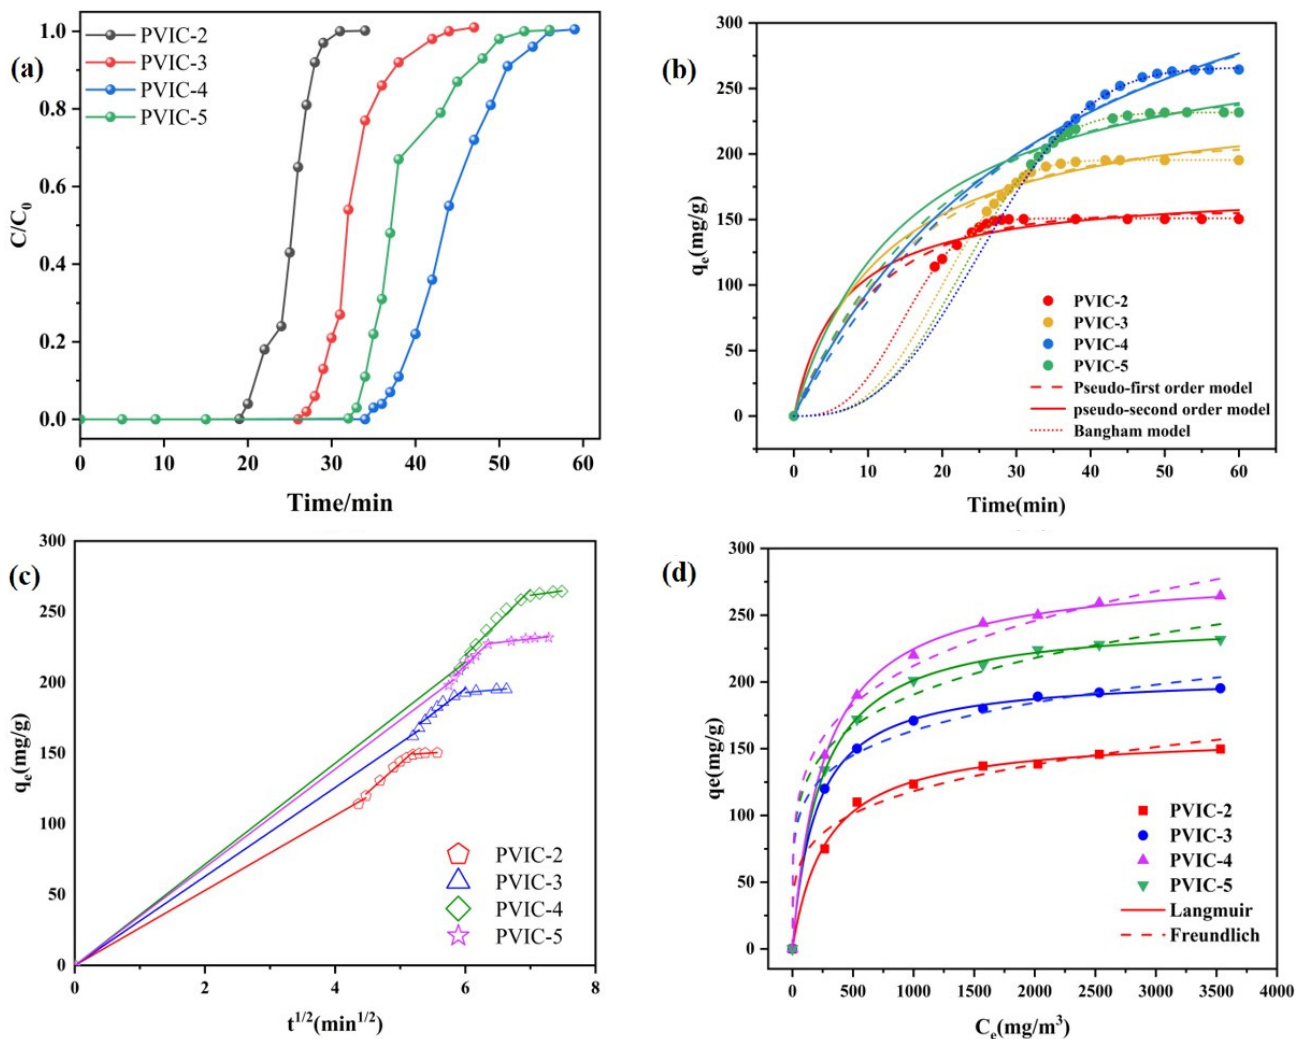 (a)
PVIC-2
PVIC-3
PVIC-4
PVIC-5
1.0
0.8
0.6
0.4
0.2
0.0
C/C0
0 10 20 30 40 50 60
Time/min
(b)
300
250
200
150
100
50
0
qe(mg/g)
PVIC-2
PVIC-3
PVIC-4
PVIC-5
Pseudo-first order model
pseudo-second order model
Bangham model
0 10 20 30 40 50 60
Time(min)
(c)
300
250
200
150
100
50
0
qe(mg/g)
PVIC-2
PVIC-3
PVIC-4
PVIC-5
0 2 4 6 8
t1/2(min1/2)
(d)
300
250
200
150
100
50
0
qe(mg/g)
PVIC-2
PVIC-3
PVIC-4
PVIC-5
Langmuir
Freundlich
0 500 1000 1500 2000 2500 3000 3500 4000
Ce(mg/m3)